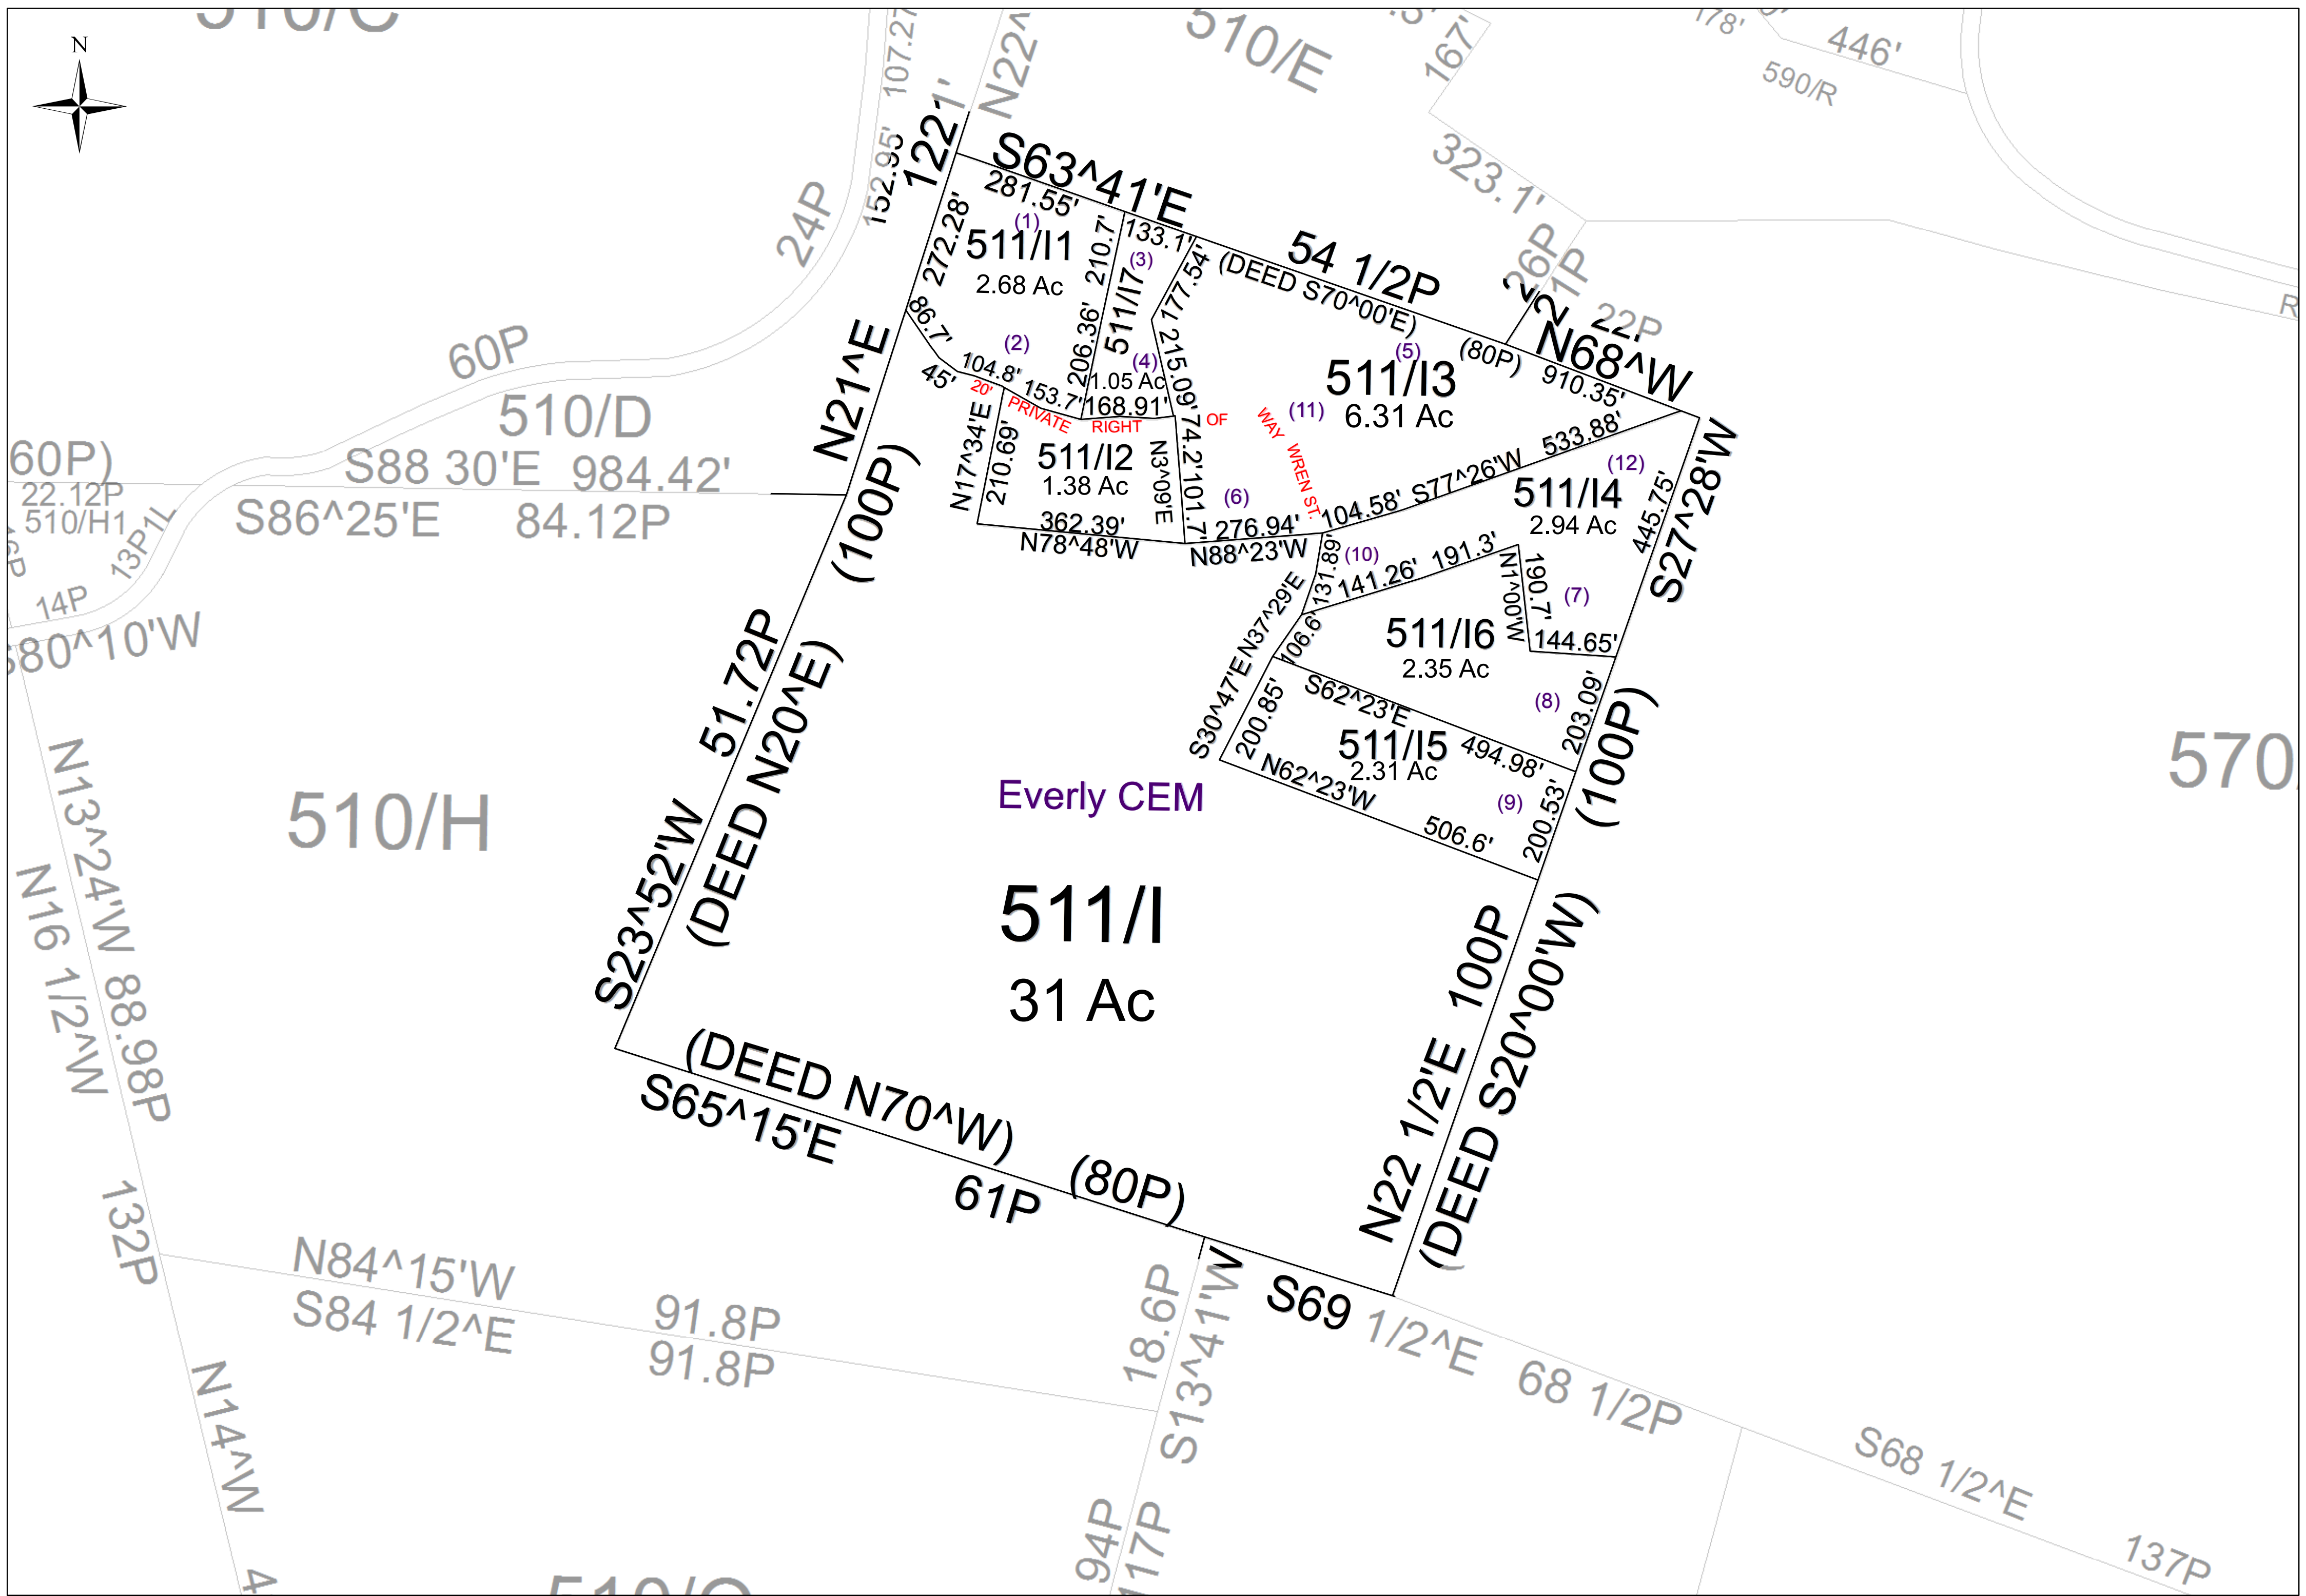 N
510/E
167'
446'
590/R
178'
N22^
107.27
152.95'
122.1'
323.1'
24P
S63^41'E
281.55'
(1)
511/I1
2.68 Ac
272.28'
210.7'
133.1'
(3)
177.54'
511/I7
54 1/2P
(DEED S70^00'E)
26P
21P
22P
N68^W
(80P)
910.35'
60P
86.7'
45'
(2)
104.8'
153.7'
206.36'
(4)
1.05 Ac
168.91'
215.09'
(5)
511/I3
6.31 Ac
(11)
533.88'
20'
PRIVATE
RIGHT
OF
WAY
WREN ST.
N21^E
(100P)
510/D
S88 30'E 984.42'
S86^25'E 84.12P
60P)
22.12P
510/H1
13P1L
14P
S80^10'W
N17^34'E
210.69'
511/I2
1.38 Ac
N3^09'E
74.2'
101.7'
362.39'
N78^48'W
(6)
276.94'
N88^23'W
104.58'
S77^26'W
(12)
511/I4
2.94 Ac
445.75'
S27^28'W
(10)
131.89'
141.26'
191.3'
N1^00'W
190.7'
(7)
144.65'
N37^29'E
106.6'
511/I6
2.35 Ac
(8)
203.09'
S62^23'E
494.98'
S30^47'E
200.85'
511/I5
2.31 Ac
(9)
N62^23'W
506.6'
200.53'
(100P)
51.72P
(DEED N20^E)
S23^52'W
Everly CEM
510/H
570
511/I
31 Ac
N13^24'W 88.98P
N16 1/2^W
N22 1/2'E 100P
(DEED S20^00'W)
(DEED N70^W)
(80P)
S65^15'E
61P
132P
N84^15'W
91.8P
S84 1/2^E
91.8P
18.6P
S13^41'W
S69 1/2^E 68 1/2P
N14^W
94P
117P
S68 1/2^E
137P